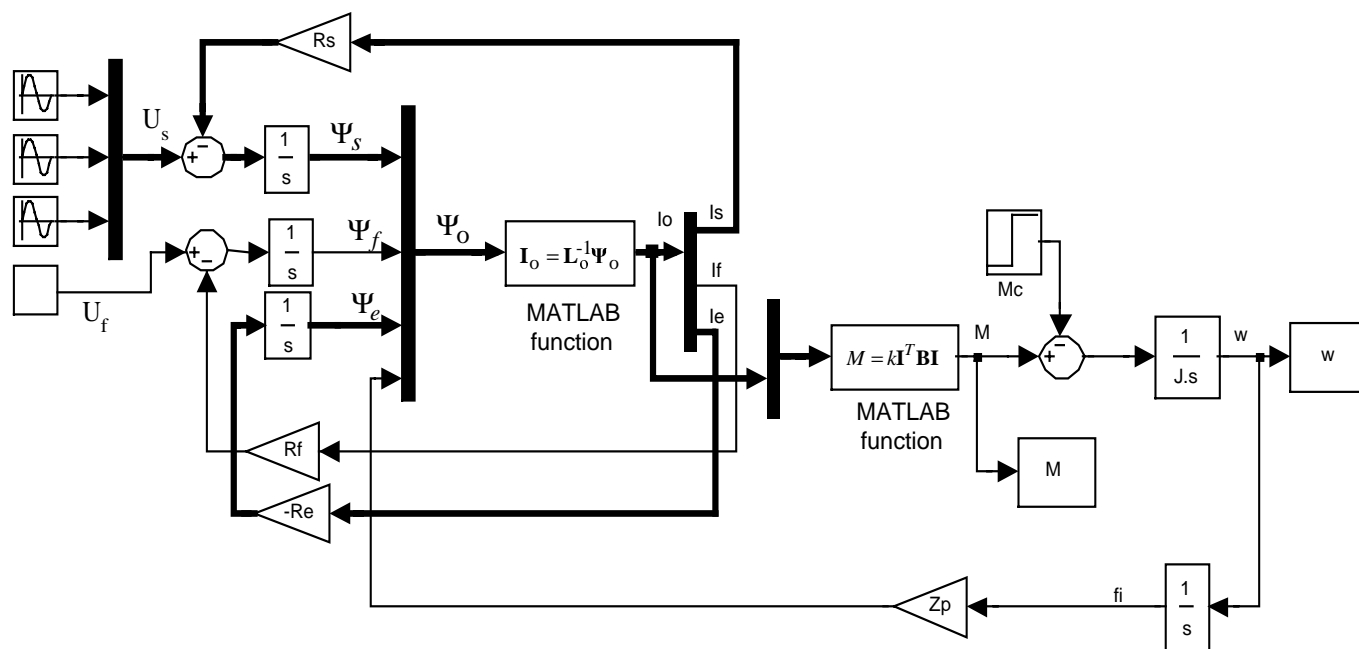 Rs
U_s
+
−
1
s
Ψ_s
U_f
+
−
1
s
Ψ_f
1
s
Ψ_e
Ψ_o
I_o = L_o^{-1}Ψ_o
MATLAB
function
Io
Is
If
Ie
Rf
-Re
M = kI^T BI
MATLAB
function
M
Mc
+
−
1
J.s
w
w
M
fi
1
s
Zp